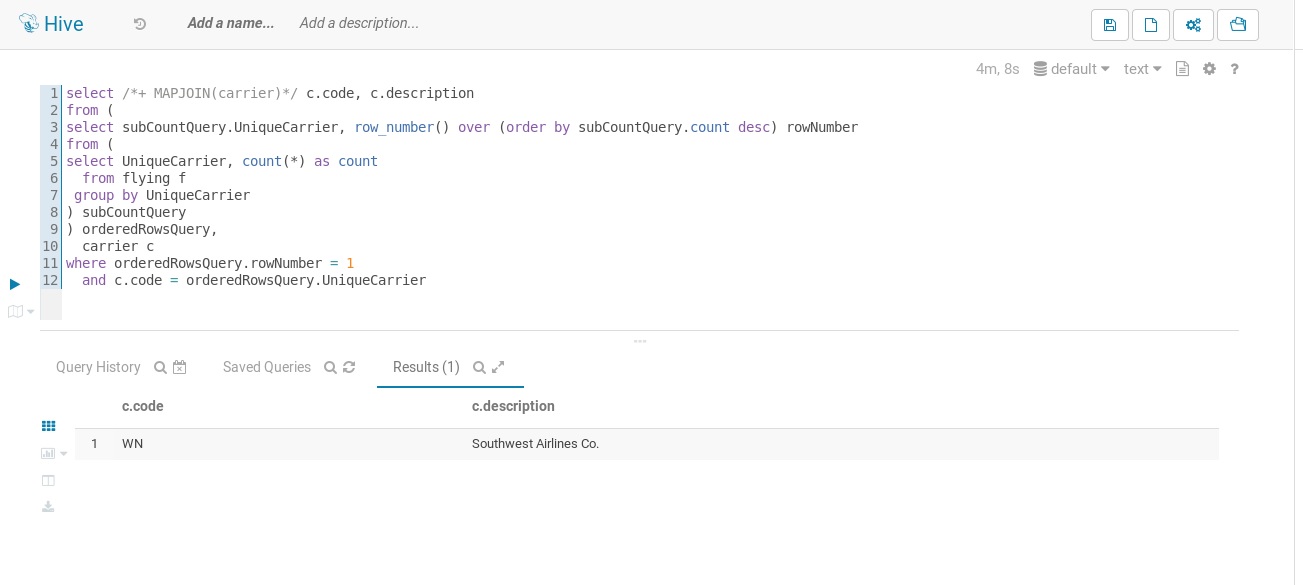 Hive
Add a name...
Add a description...
4m, 8s
default
text
?
1 select /*+ MAPJOIN(carrier)*/ c.code, c.description
2 from (
3 select subCountQuery.UniqueCarrier, row_number() over (order by subCountQuery.count desc) rowNumber
4 from (
5 select UniqueCarrier, count(*) as count
6   from flying f
7  group by UniqueCarrier
8 ) subCountQuery
9 ) orderedRowsQuery,
10   carrier c
11 where orderedRowsQuery.rowNumber = 1
12   and c.code = orderedRowsQuery.UniqueCarrier
Query History
Saved Queries
Results (1)
c.code c.description
1 WN Southwest Airlines Co.